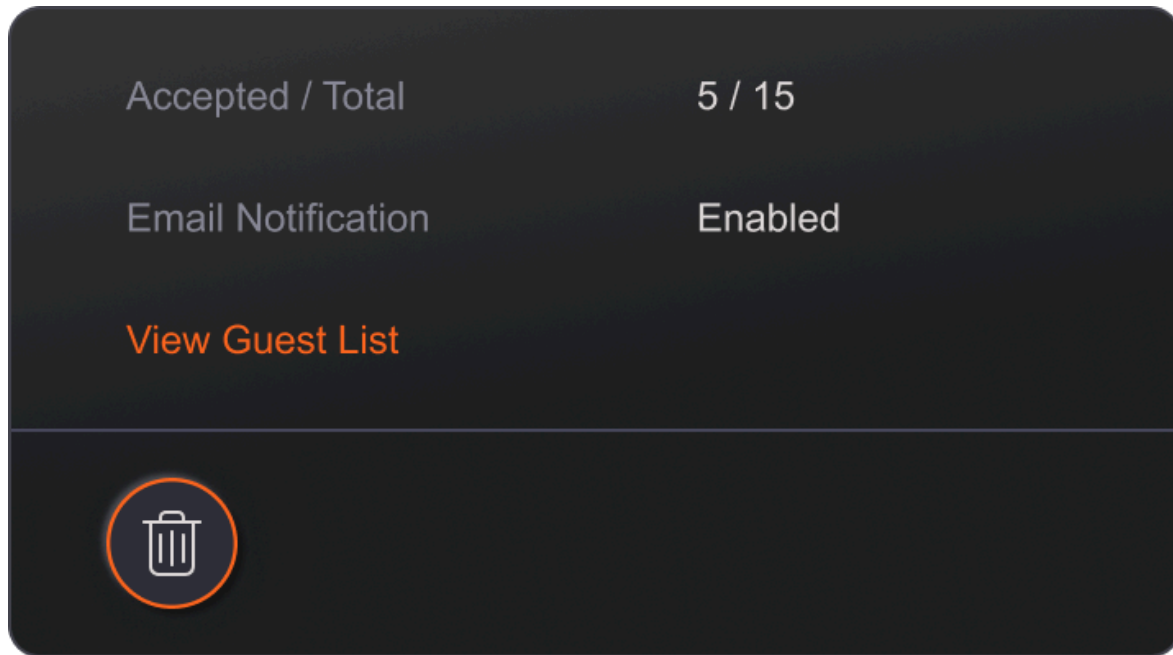 Accepted / Total 5 / 15
Email Notification Enabled
View Guest List